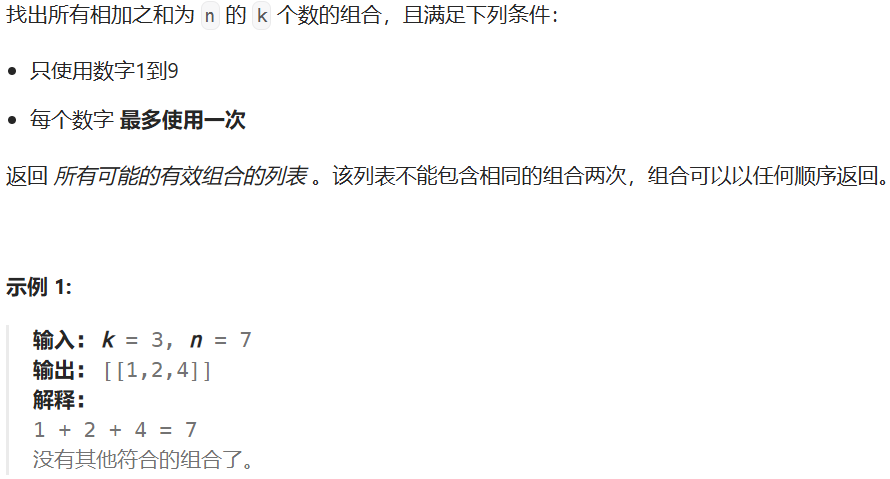 找出所有相加之和为 n 的 k 个数的组合，且满足下列条件：
• 只使用数字1到9
• 每个数字 最多使用一次
返回 所有可能的有效组合的列表 。该列表不能包含相同的组合两次，组合可以以任何顺序返回。
示例 1:
输入： k = 3, n = 7
输出： [[1,2,4]]
解释：
1 + 2 + 4 = 7
没有其他符合的组合了。